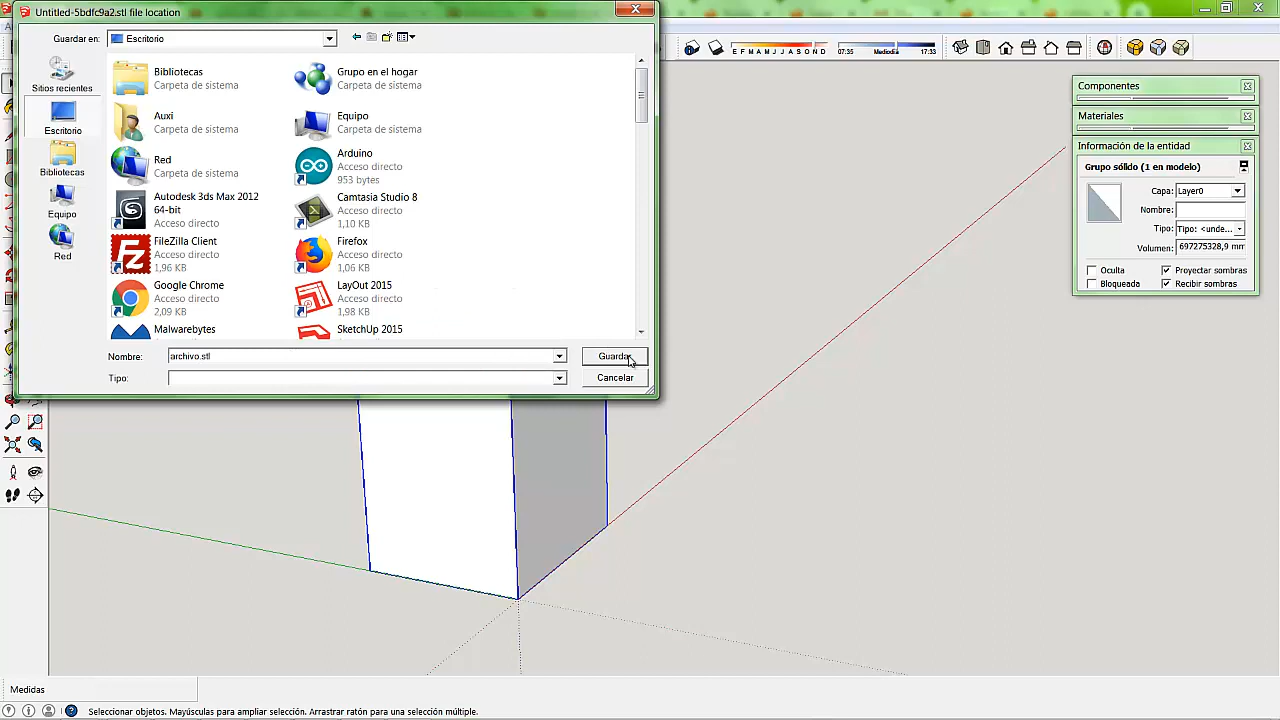 Untitled-5bdfc9a2.stl file location
Guardar en: Escritorio
Sitios recientes
Escritorio
Bibliotecas
Equipo
Red
Bibliotecas
Carpeta de sistema
Grupo en el hogar
Carpeta de sistema
Auxi
Carpeta de sistema
Equipo
Carpeta de sistema
Red
Carpeta de sistema
Arduino
Acceso directo
953 bytes
Autodesk 3ds Max 2012
64-bit
Acceso directo
Camtasia Studio 8
Acceso directo
1,10 KB
FileZilla Client
Acceso directo
1,96 KB
Firefox
Acceso directo
1,06 KB
Google Chrome
Acceso directo
2,09 KB
LayOut 2015
Acceso directo
1,98 KB
Malwarebytes
SketchUp 2015
Nombre: archivo.stl
Guardar
Tipo:
Cancelar
E F M A M J J A S O N D
07:35 Mediodía 17:33
Componentes
Materiales
Información de la entidad
Grupo sólido (1 en modelo)
Capa: Layer0
Nombre:
Tipo: Tipo: <unde...
Volumen: 697275328,9 mm
Oculta
Proyectar sombras
Bloqueada
Recibir sombras
Medidas
Seleccionar objetos. Mayúsculas para ampliar selección. Arrastrar ratón para una selección múltiple.